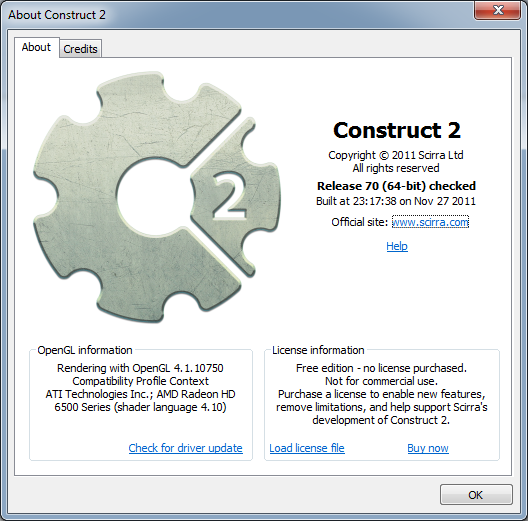 About Construct 2
About
Credits
2
Construct 2
Copyright © 2011 Scirra Ltd
All rights reserved
Release 70 (64-bit) checked
Built at 23:17:38 on Nov 27 2011
Official site: www.scirra.com
Help
OpenGL information
Rendering with OpenGL 4.1.10750
Compatibility Profile Context
ATI Technologies Inc.; AMD Radeon HD
6500 Series (shader language 4.10)
Check for driver update
License information
Free edition - no license purchased.
Not for commercial use.
Purchase a license to enable new features,
remove limitations, and help support Scirra's
development of Construct 2.
Load license file
Buy now
OK